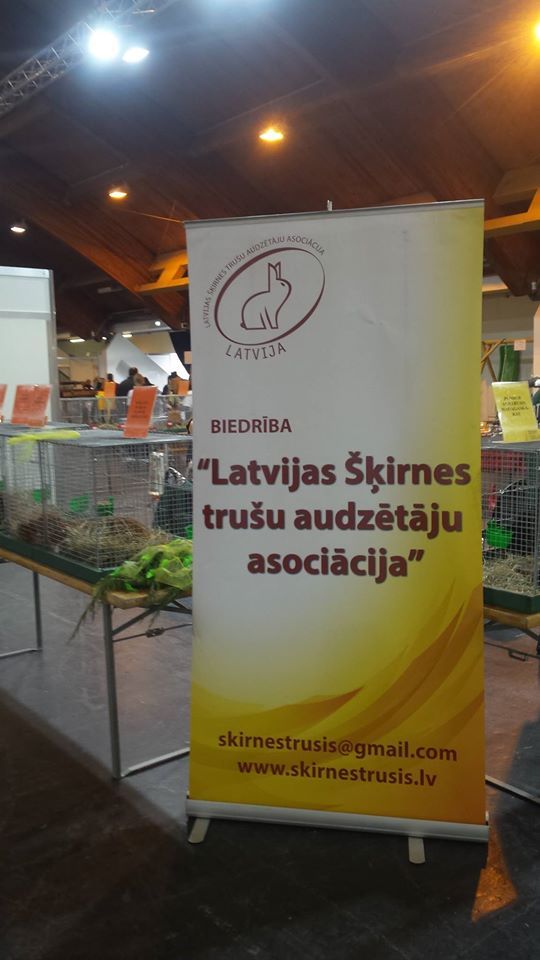 LATVIJAS ŠĶIRNES TRUŠU AUDZĒTĀJU ASOCIĀCIJA
LATVIJA
BIEDRĪBA
“Latvijas Šķirnes
trušu audzētāju
asociācija”
skirnestrusis@gmail.com
www.skirnestrusis.lv